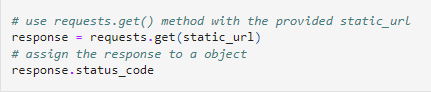 # use requests.get() method with the provided static_url
response = requests.get(static_url)
# assign the response to a object
response.status_code